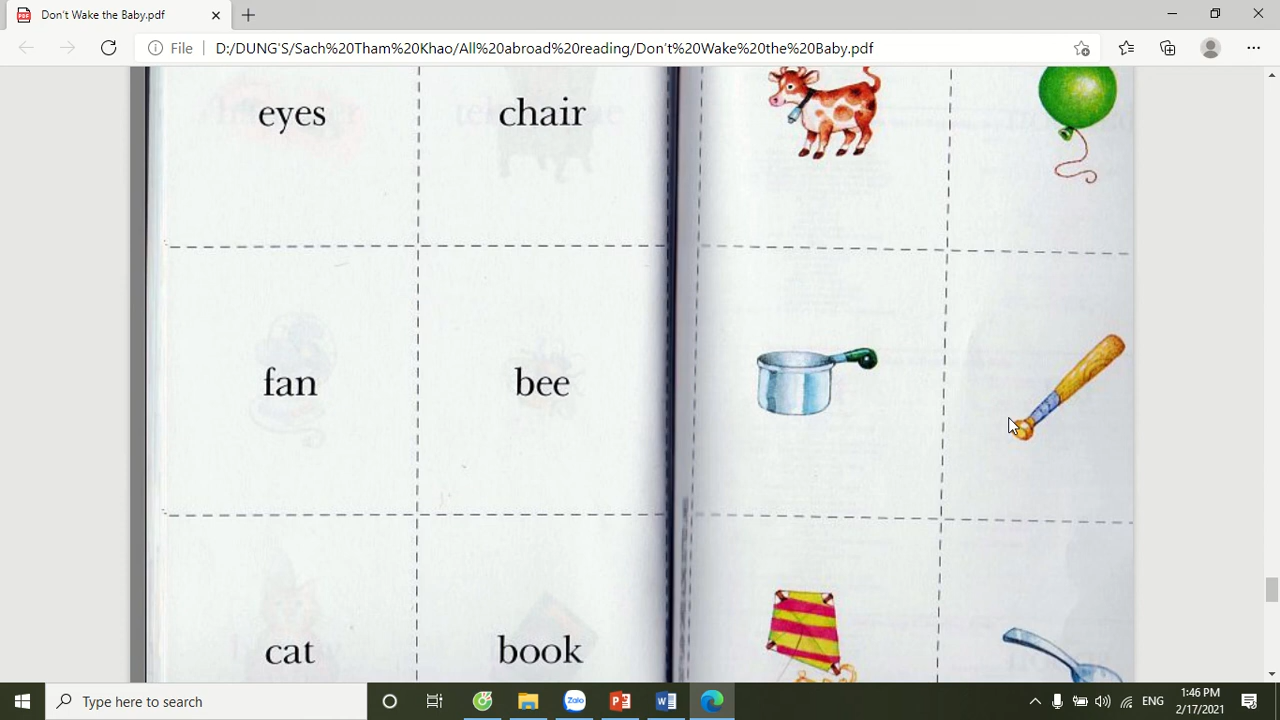 Don't Wake the Baby.pdf
File
D:/DUNG'S/Sach%20Tham%20Khao/All%20abroad%20reading/Don't%20Wake%20the%20Baby.pdf
eyes
chair
fan
bee
cat
book
Type here to search
Zalo
ENG
1:46 PM
2/17/2021